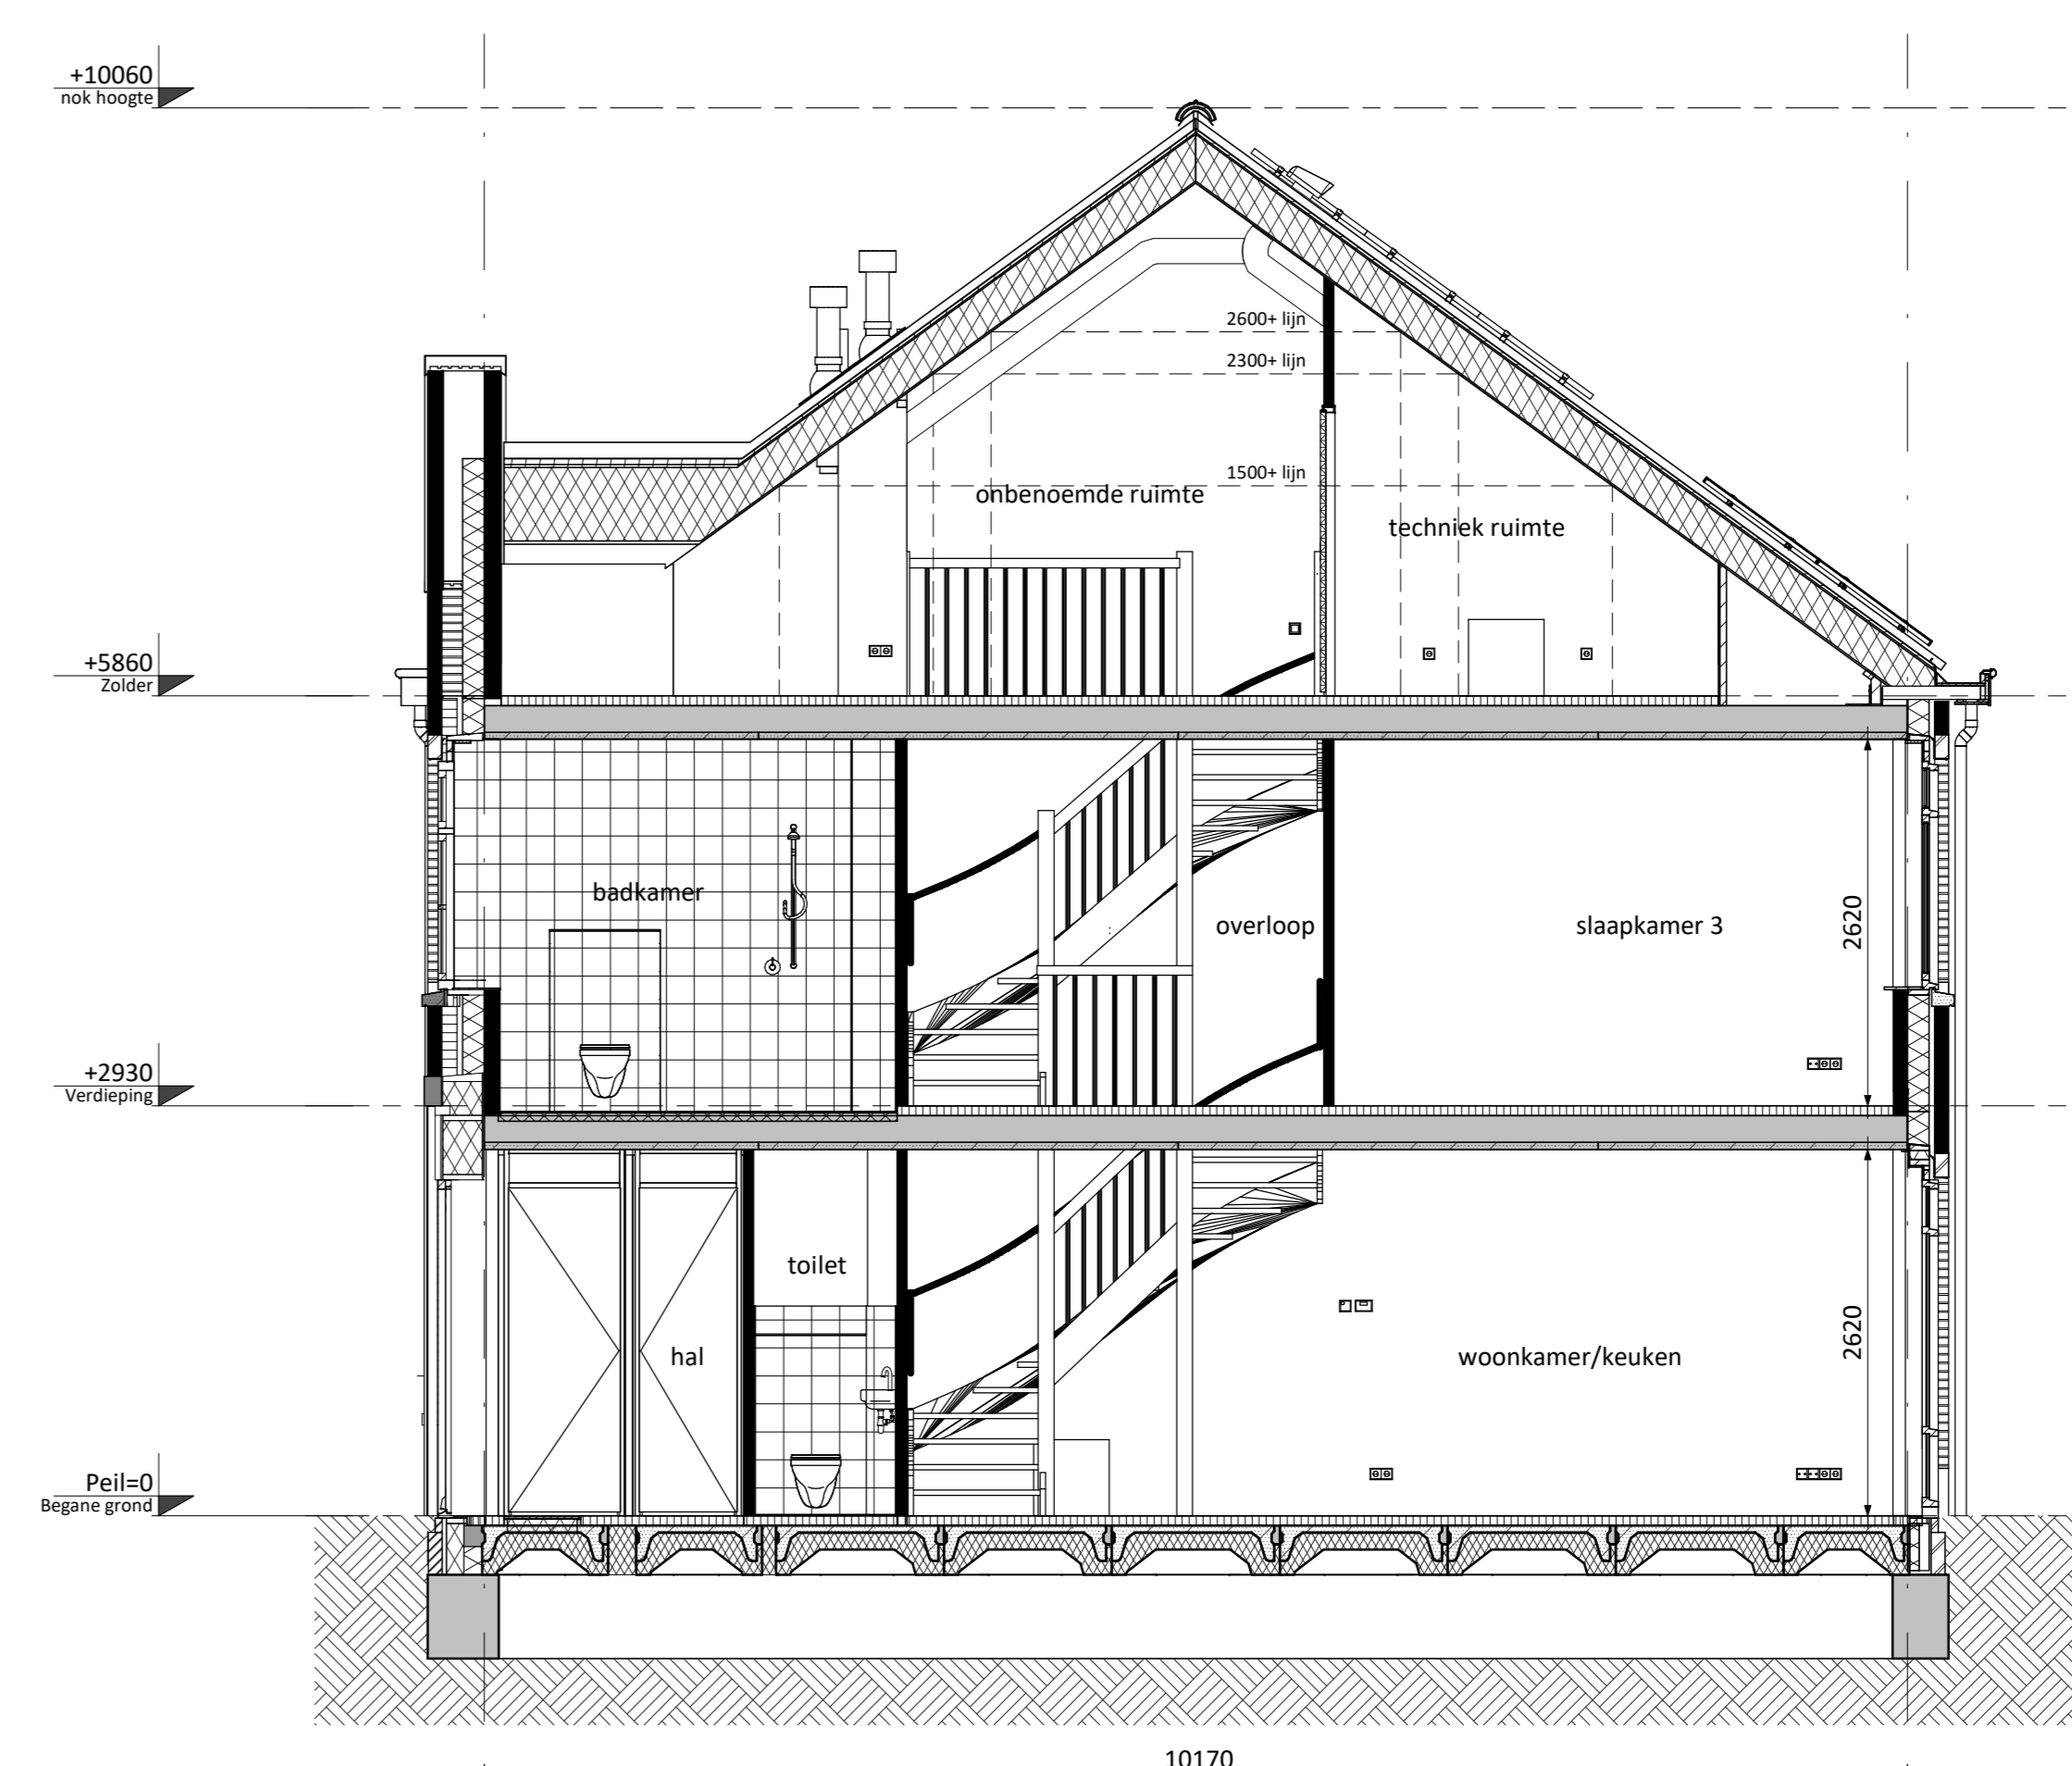 +10060
nok hoogte
2600+ lijn
2300+ lijn
1500+ lijn
onbenoemde ruimte
techniek ruimte
+5860
Zolder
badkamer
overloop
slaapkamer 3
2620
+2930
Verdieping
toilet
hal
woonkamer/keuken
2620
Peil=0
Begane grond
10170